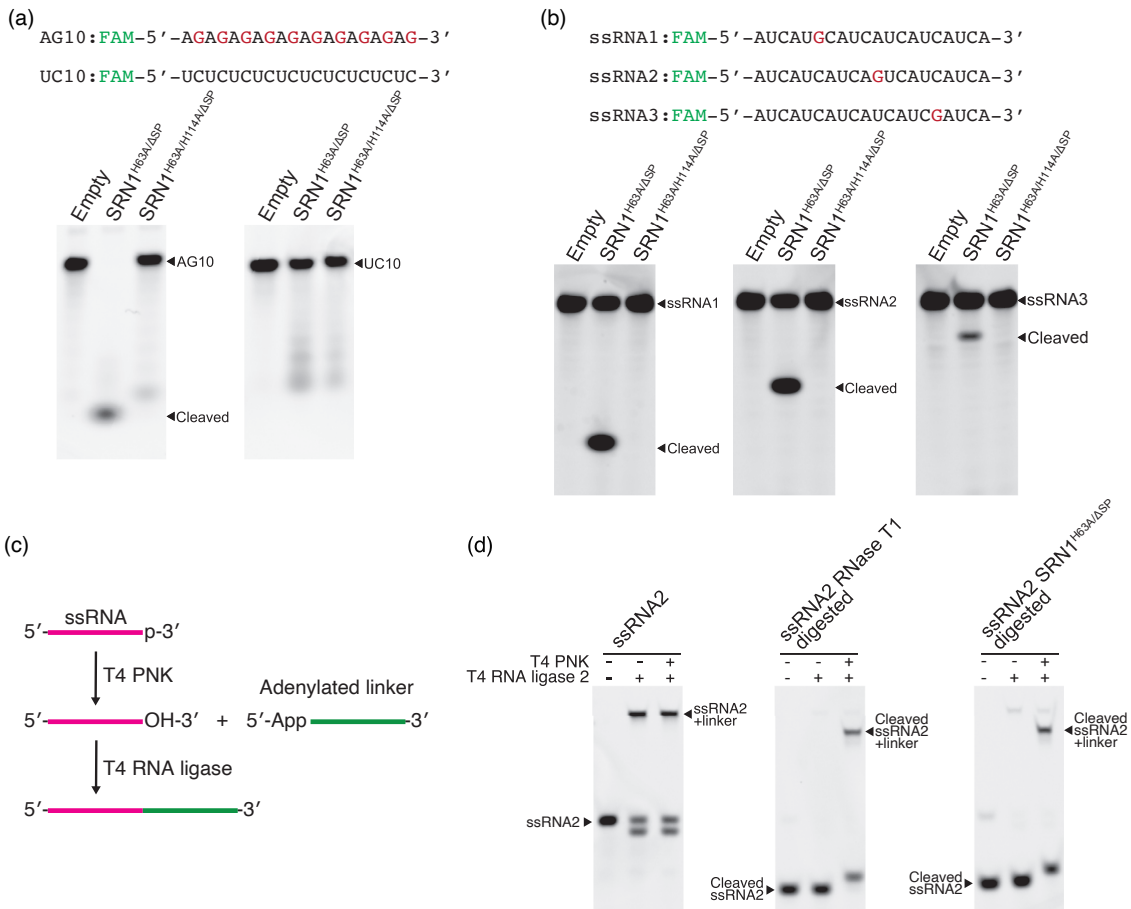 (a)
AG10:FAM-5′-AGAGAGAGAGAGAGAGAGAG-3′
UC10:FAM-5′-UCUCUCUCUCUCUCUCUCUC-3′
Empty
SRN1H63A/ΔSP
SRN1H63A/H114A/ΔSP
AG10
Cleaved
Empty
SRN1H63A/ΔSP
SRN1H63A/H114A/ΔSP
UC10
(b)
ssRNA1:FAM-5′-AUCAUGCAUCAUCAUCAUCA-3′
ssRNA2:FAM-5′-AUCAUCAUCAGUCAUCAUCA-3′
ssRNA3:FAM-5′-AUCAUCAUCAUCAUCGAUCA-3′
Empty
SRN1H63A/ΔSP
SRN1H63A/H114A/ΔSP
ssRNA1
Cleaved
Empty
SRN1H63A/ΔSP
SRN1H63A/H114A/ΔSP
ssRNA2
Cleaved
Empty
SRN1H63A/ΔSP
SRN1H63A/H114A/ΔSP
ssRNA3
Cleaved
(c)
ssRNA
5′- p-3′
T4 PNK
Adenylated linker
5′- OH-3′ + 5′-App -3′
T4 RNA ligase
5′- -3′
(d)
ssRNA2
ssRNA2 RNase T1
digested
ssRNA2 SRN1H63A/ΔSP
digested
T4 PNK - - + - - + - - +
T4 RNA ligase 2 - + + - + + - + +
ssRNA2
+linker
ssRNA2
Cleaved
ssRNA2
+linker
Cleaved
ssRNA2
Cleaved
ssRNA2
+linker
Cleaved
ssRNA2